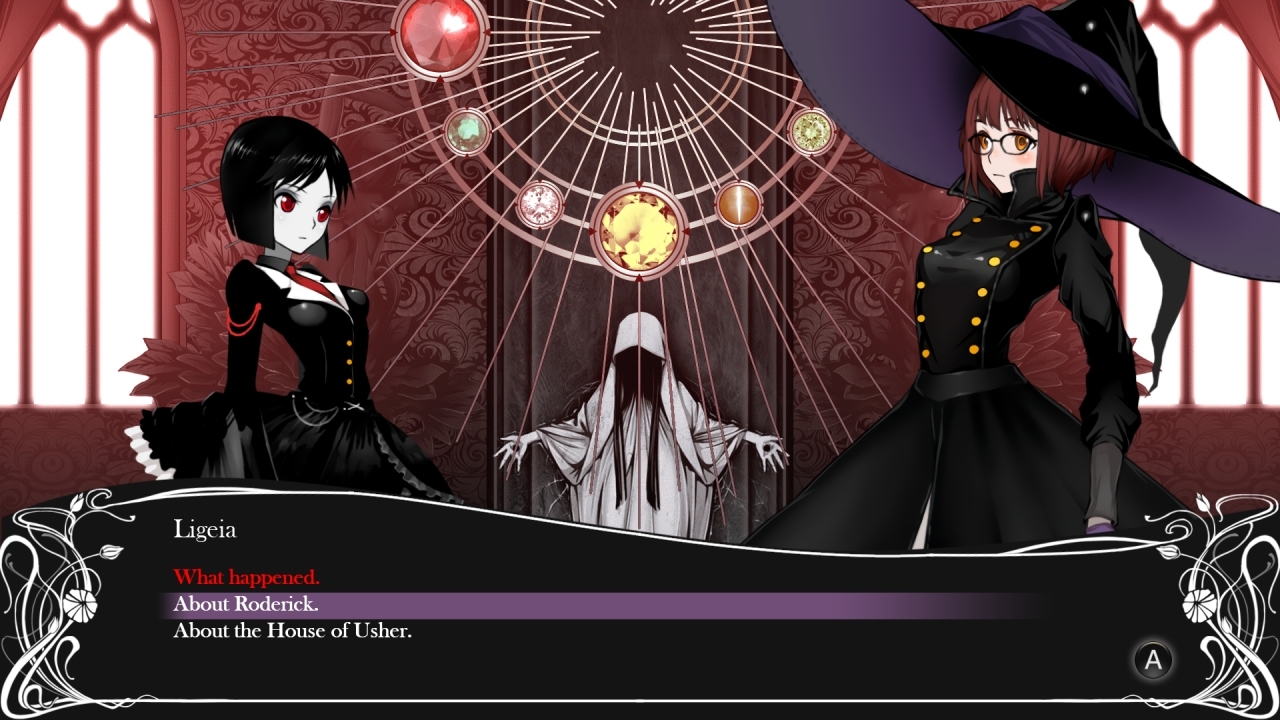 Ligeia
What happened.
About Roderick.
About the House of Usher.
A